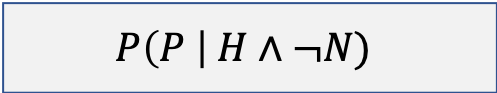 P(P | H ∧ ¬N)